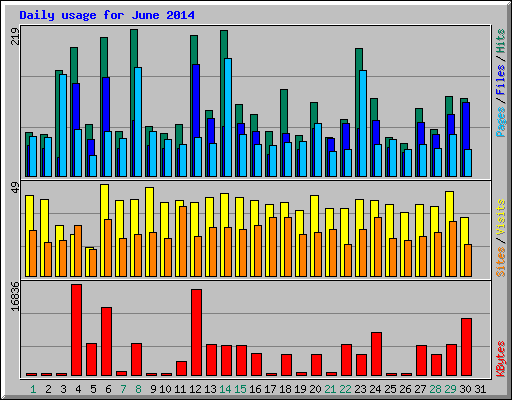 Daily usage for June 2014
219
Pages / Files / Hits
49
Sites / Visits
16836
KBytes
1 2 3 4 5 6 7 8 9 10 11 12 13 14 15 16 17 18 19 20 21 22 23 24 25 26 27 28 29 30 31